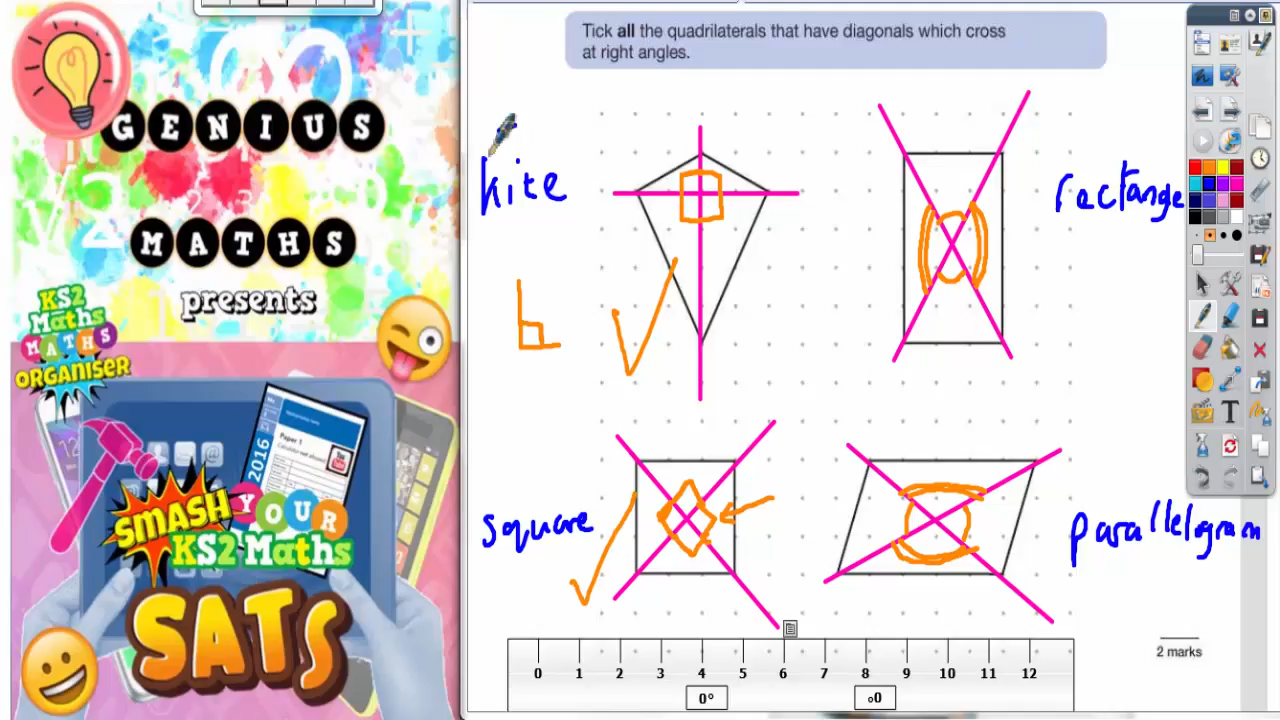 GENIUS
MATHS
presents
KS2
Maths
MATHS
ORGANISER
2016
Paper 1
SMASH YOUR
KS2 Maths
SATS
Tick all the quadrilaterals that have diagonals which cross
at right angles.
kite
rectange
square
parallelogram
2 marks
0 1 2 3 4 5 6 7 8 9 10 11 12
0°